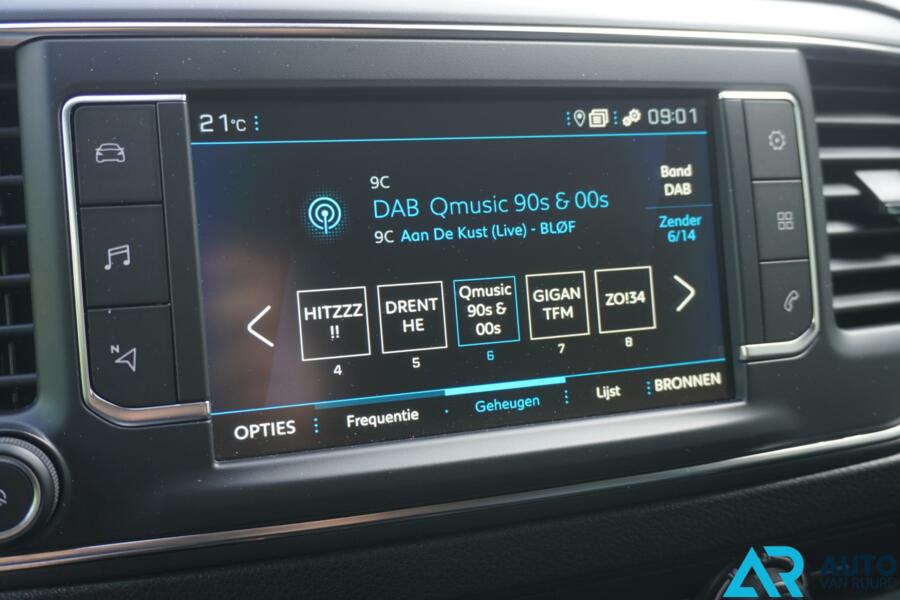 21°C
09:01
9C
DAB Qmusic 90s & 00s
9C Aan De Kust (Live) - BLØF
Band
DAB
Zender
6/14
HITZZZ
!!
4
DRENT
HE
5
Qmusic
90s &
00s
6
GIGAN
TFM
7
ZO!34
8
OPTIES
Frequentie
Geheugen
Lijst
BRONNEN
N
AR
AUTO
VAN RUURD